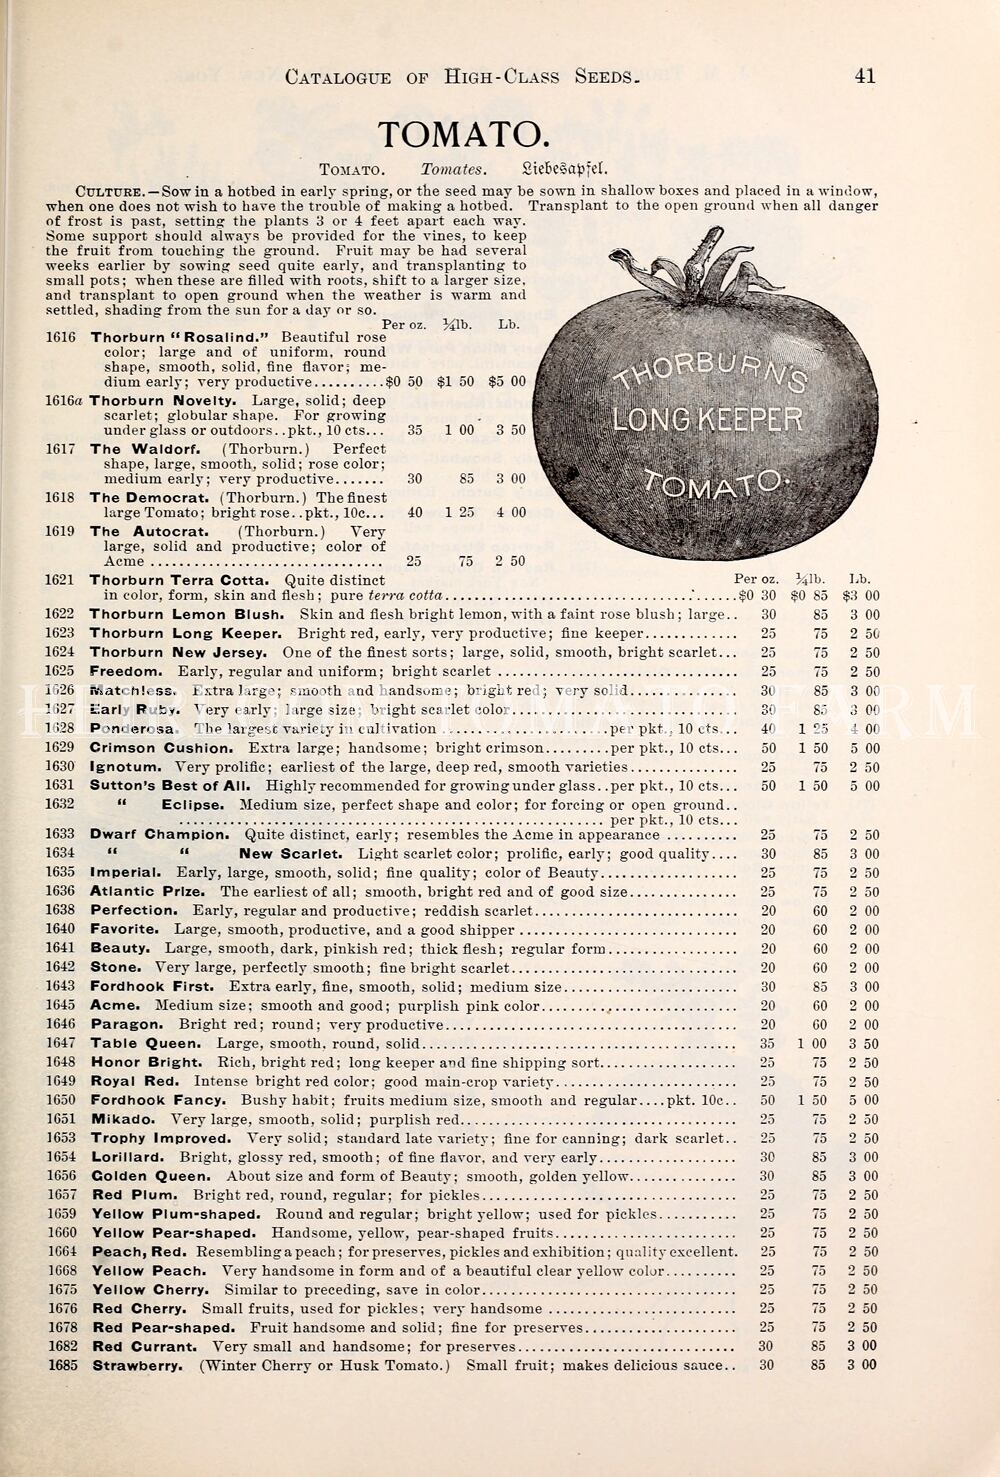 CATALOGUE OF HIGH-CLASS SEEDS. 41
TOMATO.
TOMATO. Tomates. Liebesapfel.
CULTURE.—Sow in a hotbed in early spring, or the seed may be sown in shallow boxes and placed in a window,
when one does not wish to have the trouble of making a hotbed. Transplant to the open ground when all danger
of frost is past, setting the plants 3 or 4 feet apart each way.
Some support should always be provided for the vines, to keep
the fruit from touching the ground. Fruit may be had several
weeks earlier by sowing seed quite early, and transplanting to
small pots; when these are filled with roots, shift to a larger size,
and transplant to open ground when the weather is warm and
settled, shading from the sun for a day or so.
Per oz. ¼lb. Lb.
1616 Thorburn "Rosalind." Beautiful rose
color; large and of uniform, round
shape, smooth, solid, fine flavor; me-
dium early; very productive..........$0 50 $1 50 $5 00
1616a Thorburn Novelty. Large, solid; deep
scarlet; globular shape. For growing
under glass or outdoors..pkt., 10 cts... 35 1 00 3 50
1617 The Waldorf. (Thorburn.) Perfect
shape, large, smooth, solid; rose color;
medium early; very productive....... 30 85 3 00
1618 The Democrat. (Thorburn.) The finest
large Tomato; bright rose..pkt., 10c... 40 1 25 4 00
1619 The Autocrat. (Thorburn.) Very
large, solid and productive; color of
Acme .............................. 25 75 2 50
THORBURN'S
LONG KEEPER
TOMATO.
Per oz. ¼lb. Lb.
1621 Thorburn Terra Cotta. Quite distinct
in color, form, skin and flesh; pure terra cotta......................................$0 30 $0 85 $3 00
1622 Thorburn Lemon Blush. Skin and flesh bright lemon, with a faint rose blush; large.. 30 85 3 00
1623 Thorburn Long Keeper. Bright red, early, very productive; fine keeper............ 25 75 2 50
1624 Thorburn New Jersey. One of the finest sorts; large, solid, smooth, bright scarlet... 25 75 2 50
1625 Freedom. Early, regular and uniform; bright scarlet .............................. 25 75 2 50
1626 Matchless. Extra large; smooth and handsome; bright red; very solid.............. 30 85 3 00
1627 Early Ruby. Very early; large size; bright scarlet color............................ 30 85 3 00
1628 Ponderosa. The largest variety in cultivation .....................per pkt., 10 cts... 40 1 25 4 00
1629 Crimson Cushion. Extra large; handsome; bright crimson.........per pkt., 10 cts... 50 1 50 5 00
1630 Ignotum. Very prolific; earliest of the large, deep red, smooth varieties.............. 25 75 2 50
1631 Sutton's Best of All. Highly recommended for growing under glass..per pkt., 10 cts... 50 1 50 5 00
1632 " Eclipse. Medium size, perfect shape and color; for forcing or open ground..
........................................................ per pkt., 10 cts...
1633 Dwarf Champion. Quite distinct, early; resembles the Acme in appearance .......... 25 75 2 50
1634 " " New Scarlet. Light scarlet color; prolific, early; good quality.... 30 85 3 00
1635 Imperial. Early, large, smooth, solid; fine quality; color of Beauty.................. 25 75 2 50
1636 Atlantic Prize. The earliest of all; smooth, bright red and of good size.............. 25 75 2 50
1638 Perfection. Early, regular and productive; reddish scarlet........................... 20 60 2 00
1640 Favorite. Large, smooth, productive, and a good shipper ............................ 20 60 2 00
1641 Beauty. Large, smooth, dark, pinkish red; thick flesh; regular form................. 20 60 2 00
1642 Stone. Very large, perfectly smooth; fine bright scarlet............................. 20 60 2 00
1643 Fordhook First. Extra early, fine, smooth, solid; medium size....................... 30 85 3 00
1645 Acme. Medium size; smooth and good; purplish pink color.......................... 20 60 2 00
1646 Paragon. Bright red; round; very productive...................................... 20 60 2 00
1647 Table Queen. Large, smooth, round, solid......................................... 35 1 00 3 50
1648 Honor Bright. Rich, bright red; long keeper and fine shipping sort.................. 25 75 2 50
1649 Royal Red. Intense bright red color; good main-crop variety........................ 25 75 2 50
1650 Fordhook Fancy. Bushy habit; fruits medium size, smooth and regular....pkt. 10c.. 50 1 50 5 00
1651 Mikado. Very large, smooth, solid; purplish red.................................... 25 75 2 50
1653 Trophy Improved. Very solid; standard late variety; fine for canning; dark scarlet.. 25 75 2 50
1654 Lorillard. Bright, glossy red, smooth; of fine flavor, and very early.................. 30 85 3 00
1656 Golden Queen. About size and form of Beauty; smooth, golden yellow.............. 30 85 3 00
1657 Red Plum. Bright red, round, regular; for pickles.................................. 25 75 2 50
1659 Yellow Plum-shaped. Round and regular; bright yellow; used for pickles........... 25 75 2 50
1660 Yellow Pear-shaped. Handsome, yellow, pear-shaped fruits........................ 25 75 2 50
1664 Peach, Red. Resembling a peach; for preserves, pickles and exhibition; quality excellent. 25 75 2 50
1668 Yellow Peach. Very handsome in form and of a beautiful clear yellow color.......... 25 75 2 50
1675 Yellow Cherry. Similar to preceding, save in color.................................. 25 75 2 50
1676 Red Cherry. Small fruits, used for pickles; very handsome ......................... 25 75 2 50
1678 Red Pear-shaped. Fruit handsome and solid; fine for preserves..................... 25 75 2 50
1682 Red Currant. Very small and handsome; for preserves............................. 30 85 3 00
1685 Strawberry. (Winter Cherry or Husk Tomato.) Small fruit; makes delicious sauce.. 30 85 3 00
HEIRLOOM TOMATO FARM